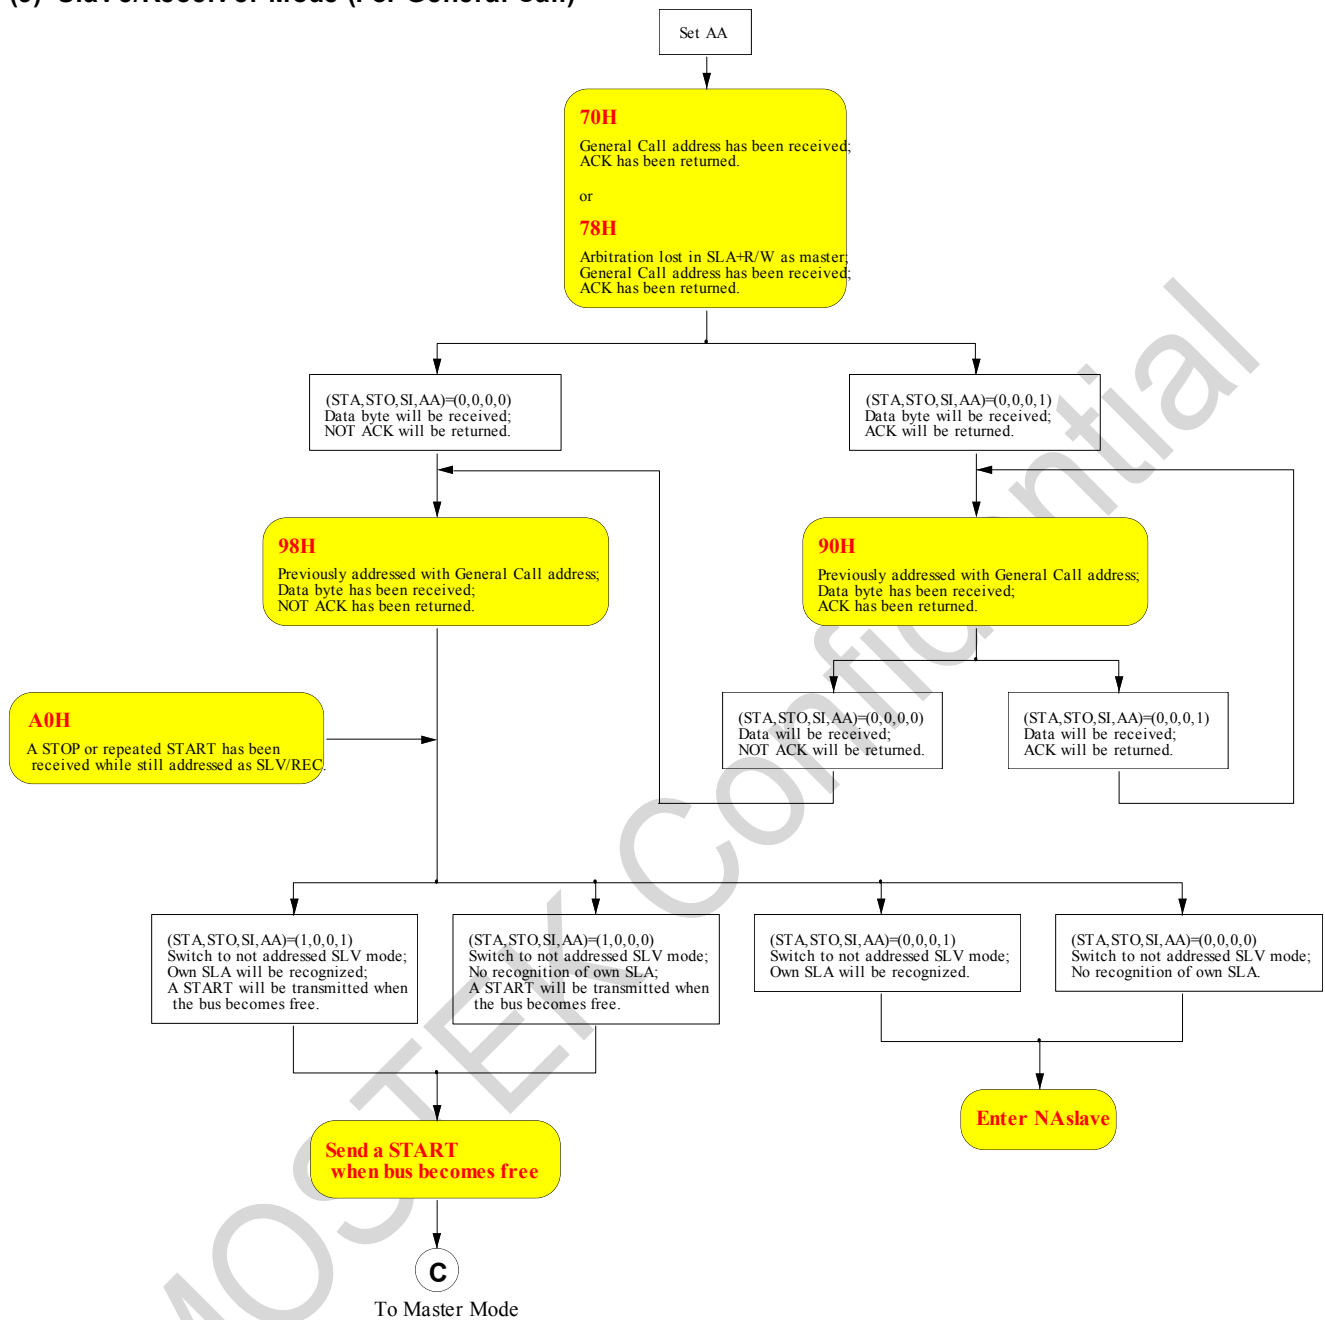 Set AA
70H
General Call address has been received;
ACK has been returned.
or
78H
Arbitration lost in SLA+R/W as master;
General Call address has been received;
ACK has been returned.
(STA,STO,SI,AA)=(0,0,0,0)
Data byte will be received;
NOT ACK will be returned.
(STA,STO,SI,AA)=(0,0,0,1)
Data byte will be received;
ACK will be returned.
98H
Previously addressed with General Call address;
Data byte has been received;
NOT ACK has been returned.
90H
Previously addressed with General Call address;
Data byte has been received;
ACK has been returned.
A0H
A STOP or repeated START has been
received while still addressed as SLV/REC.
(STA,STO,SI,AA)=(0,0,0,0)
Data will be received;
NOT ACK will be returned.
(STA,STO,SI,AA)=(0,0,0,1)
Data will be received;
ACK will be returned.
(STA,STO,SI,AA)=(1,0,0,1)
Switch to not addressed SLV mode;
Own SLA will be recognized;
A START will be transmitted when
the bus becomes free.
(STA,STO,SI,AA)=(1,0,0,0)
Switch to not addressed SLV mode;
No recognition of own SLA;
A START will be transmitted when
the bus becomes free.
(STA,STO,SI,AA)=(0,0,0,1)
Switch to not addressed SLV mode;
Own SLA will be recognized.
(STA,STO,SI,AA)=(0,0,0,0)
Switch to not addressed SLV mode;
No recognition of own SLA.
Send a START
when bus becomes free
Enter NAslave
C
To Master Mode
MOSTEK Confidential